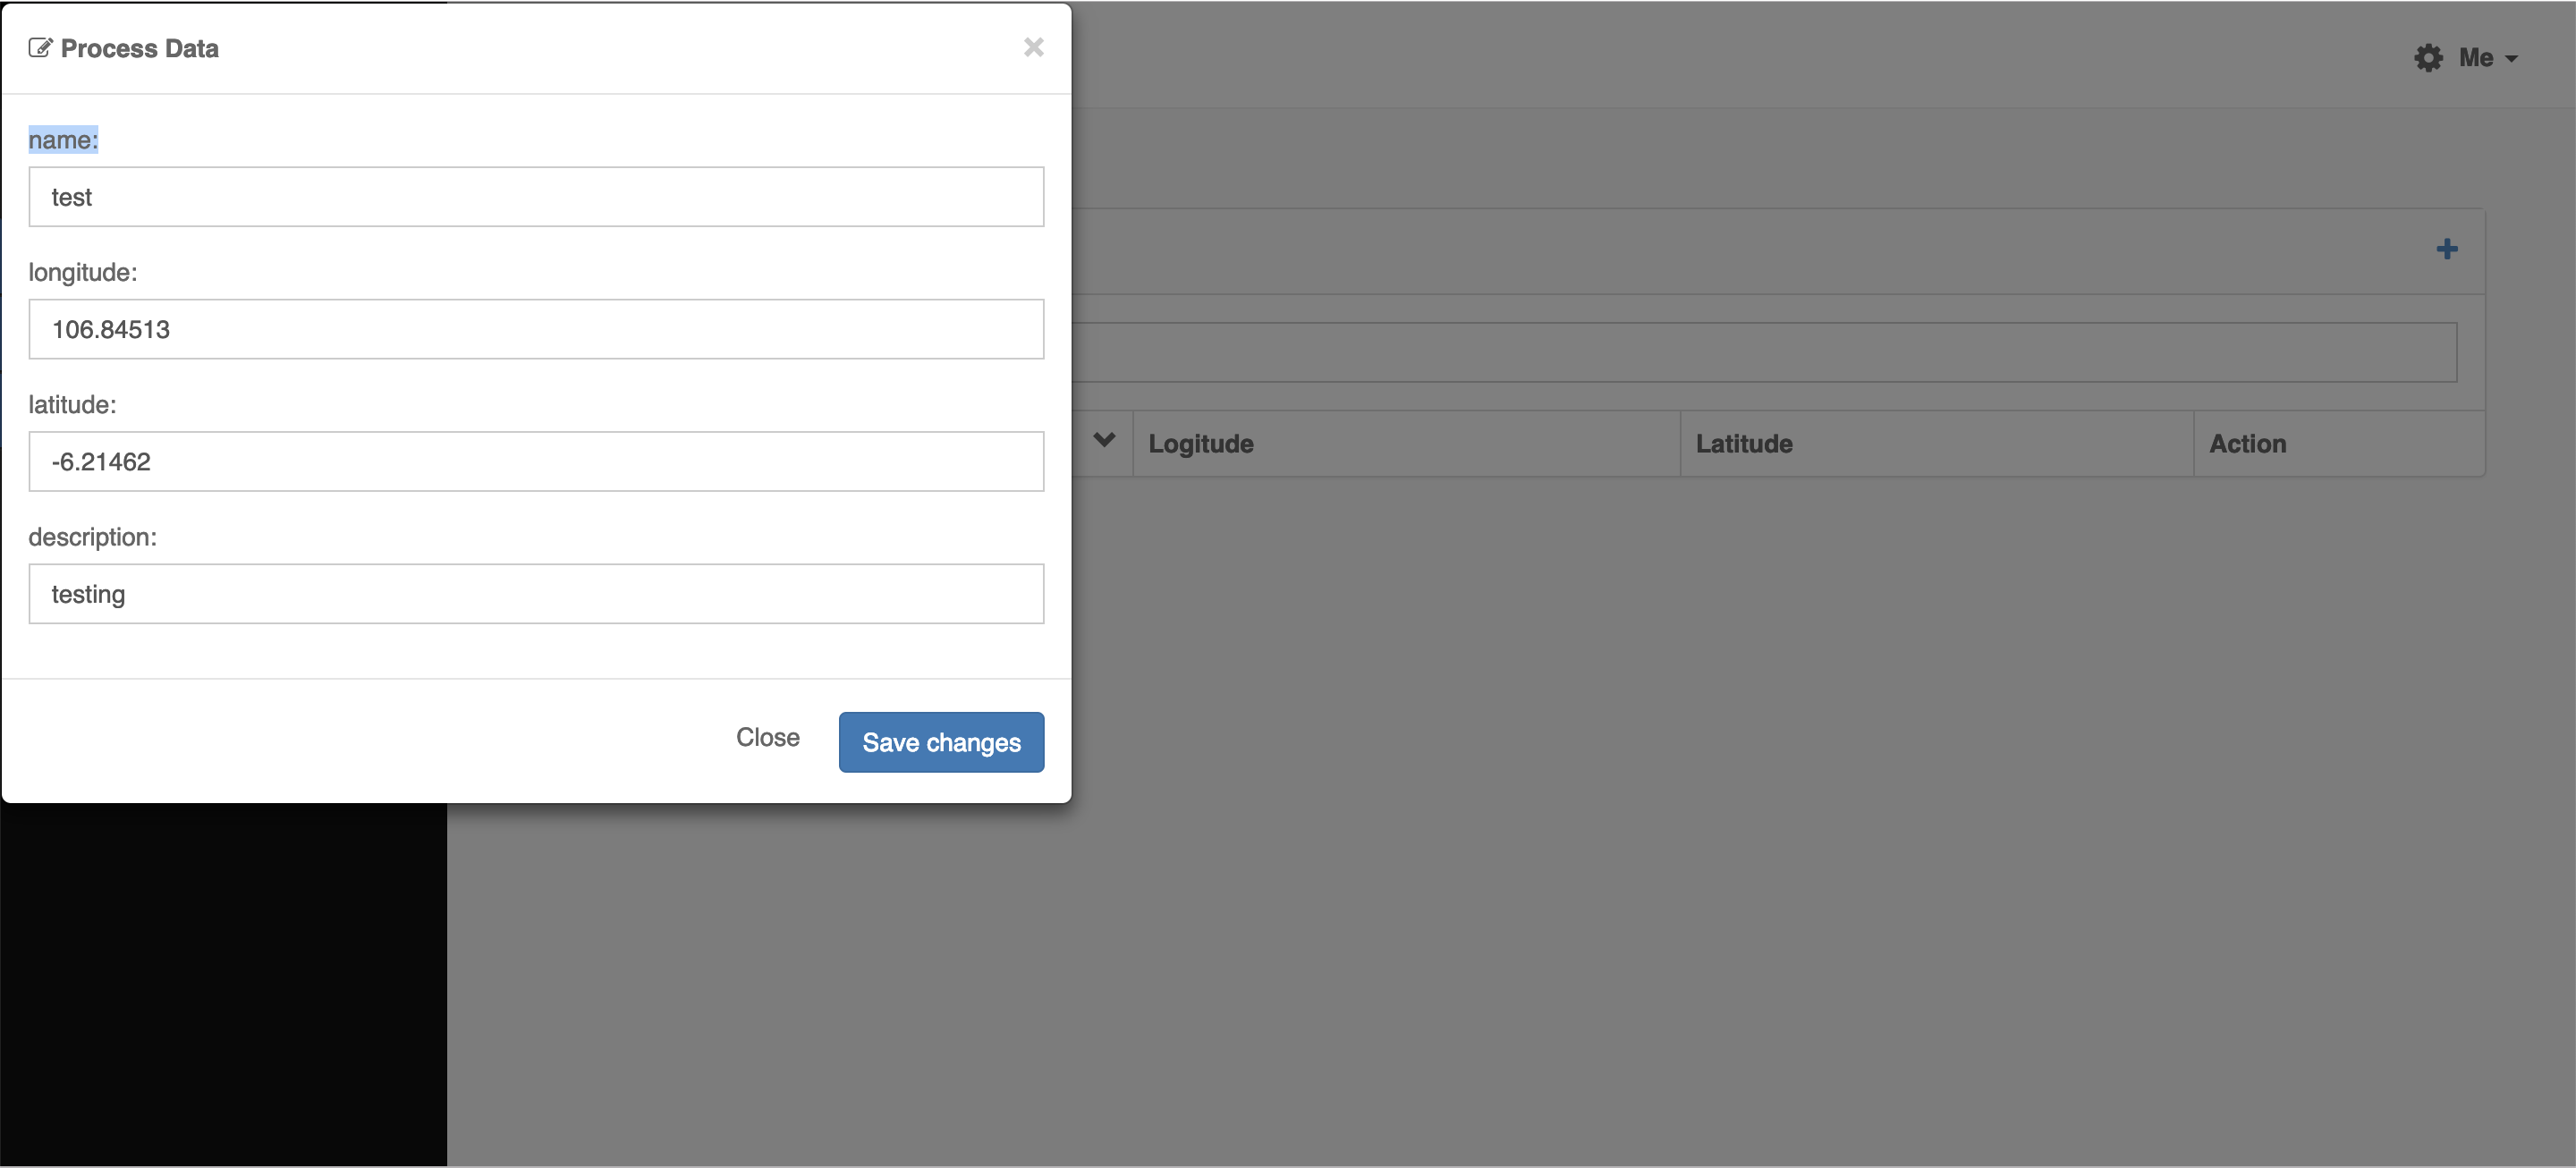 Process Data
×
Me
name:
test
longitude:
106.84513
latitude:
-6.21462
Logitude
Latitude
Action
description:
testing
Close
Save changes